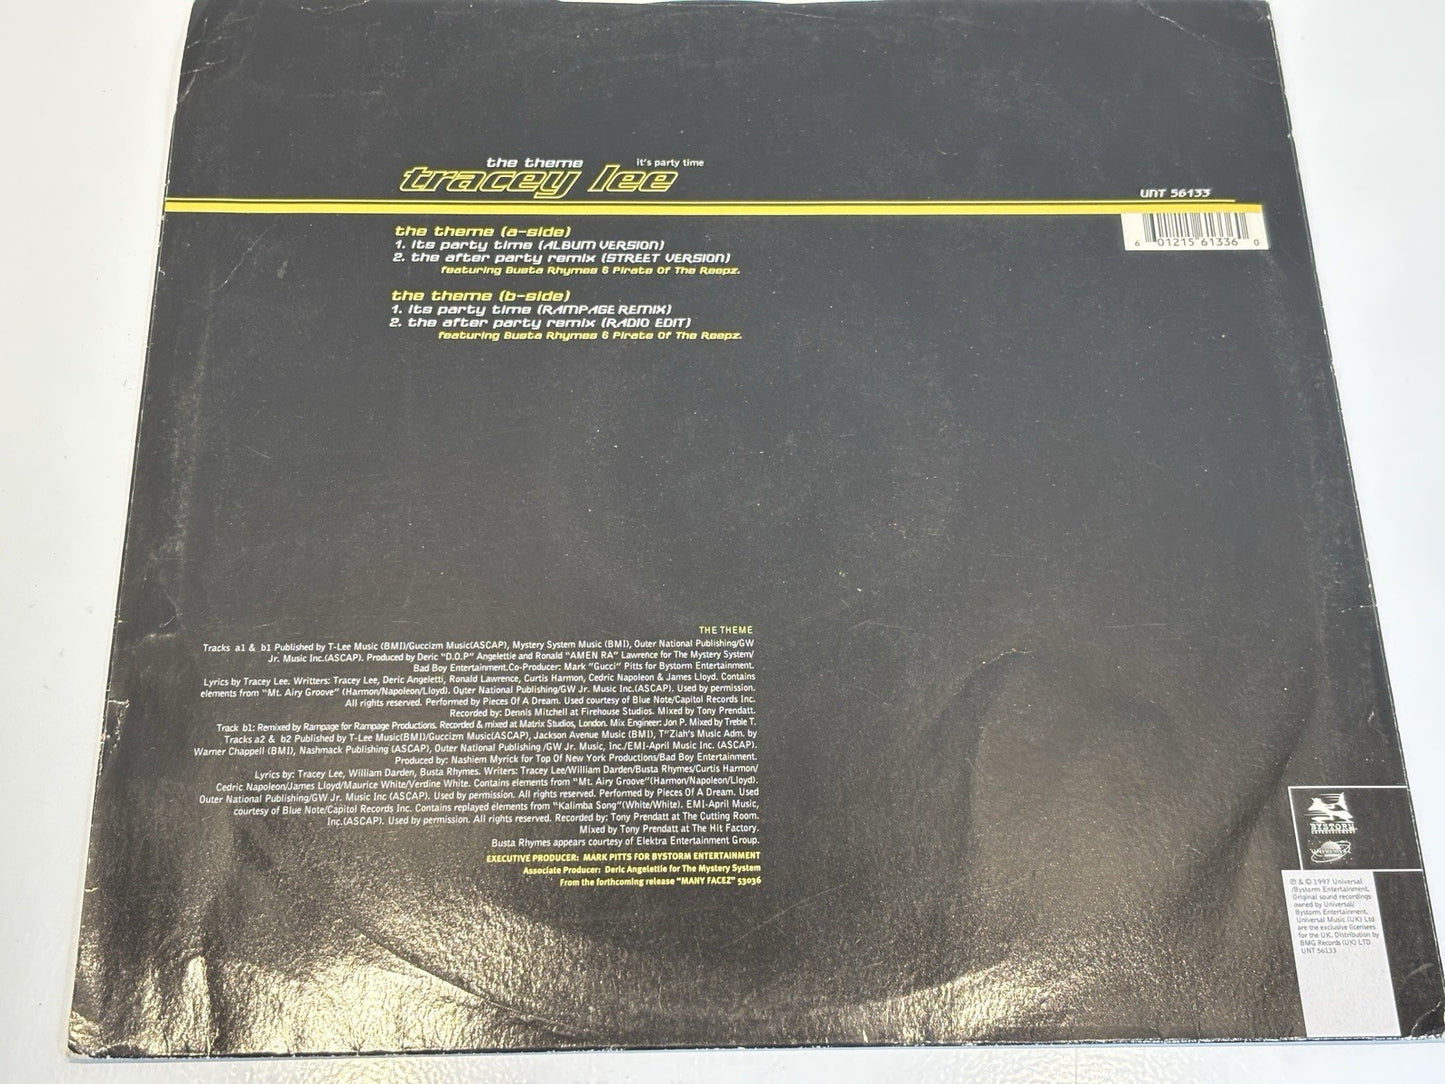 the theme it's party time
tracey lee
UNT 56133
6 01215 61336 0
the theme (a-side)
1. its party time (ALBUM VERSION)
2. the after party remix (STREET VERSION)
featuring Busta Rhymes & Pirate Of The Reepz.
the theme (b-side)
1. its party time (RAMPAGE REMIX)
2. the after party remix (RADIO EDIT)
featuring Busta Rhymes & Pirate Of The Reepz.
THE THEME
Tracks a1 & b1 Published by T-Lee Music (BMI)/Guccizm Music(ASCAP), Mystery System Music (BMI), Outer National Publishing/GW
Jr. Music Inc.(ASCAP). Produced by Deric "D.O.P" Angelettie and Ronald "AMEN RA" Lawrence for The Mystery System/
Bad Boy Entertainment.Co-Producer: Mark "Gucci" Pitts for Bystorm Entertainment.
Lyrics by Tracey Lee. Writters: Tracey Lee, Deric Angeletti, Ronald Lawrence, Curtis Harmon, Cedric Napoleon & James Lloyd. Contains
elements from "Mt. Airy Groove" (Harmon/Napoleon/Lloyd). Outer National Publishing/GW Jr. Music Inc.(ASCAP). Used by permission.
All rights reserved. Performed by Pieces Of A Dream. Used courtesy of Blue Note/Capitol Records Inc.
Recorded by: Dennis Mitchell at Firehouse Studios. Mixed by Tony Prendatt.
Track b1: Remixed by Rampage for Rampage Productions. Recorded & mixed at Matrix Studios, London. Mix Engineer: Jon P. Mixed by Treble T.
Tracks a2 & b2 Published by T-Lee Music(BMI)/Guccizm Music(ASCAP), Jackson Avenue Music (BMI), T"Ziah's Music Adm. by
Warner Chappell (BMI), Nashmack Publishing (ASCAP), Outer National Publishing /GW Jr. Music, Inc./EMI-April Music Inc. (ASCAP).
Produced by: Nashiem Myrick for Top Of New York Productions/Bad Boy Entertainment.
Lyrics by: Tracey Lee, William Darden, Busta Rhymes. Writers: Tracey Lee/William Darden/Busta Rhymes/Curtis Harmon/
Cedric Napoleon/James Lloyd/Maurice White/Verdine White. Contains elements from "Mt. Airy Groove"(Harmon/Napoleon/Lloyd).
Outer National Publishing/GW Jr. Music Inc (ASCAP). Used by permission. All rights reserved. Performed by Pieces Of A Dream. Used
courtesy of Blue Note/Capitol Records Inc. Contains replayed elements from "Kalimba Song"(White/White). EMI-April Music,
Inc.(ASCAP). Used by permission. All rights reserved. Recorded by: Tony Prendatt at The Cutting Room.
Mixed by Tony Prendatt at The Hit Factory.
Busta Rhymes appears courtesy of Elektra Entertainment Group.
EXECUTIVE PRODUCER: MARK PITTS FOR BYSTORM ENTERTAINMENT
Associate Producer: Deric Angelettie for The Mystery System
From the forthcoming release "MANY FACEZ" 53036
BYSTORM
ENTERTAINMENT
UNIVERSAL
℗ & © 1997 Universal
/Bystorm Entertainment.
Original sound recordings
owned by Universal/
Bystorm Entertainment.
Universal Music (UK) Ltd
are the exclusive licensees
for the UK. Distribution by
BMG Records (UK) LTD
UNT 56133